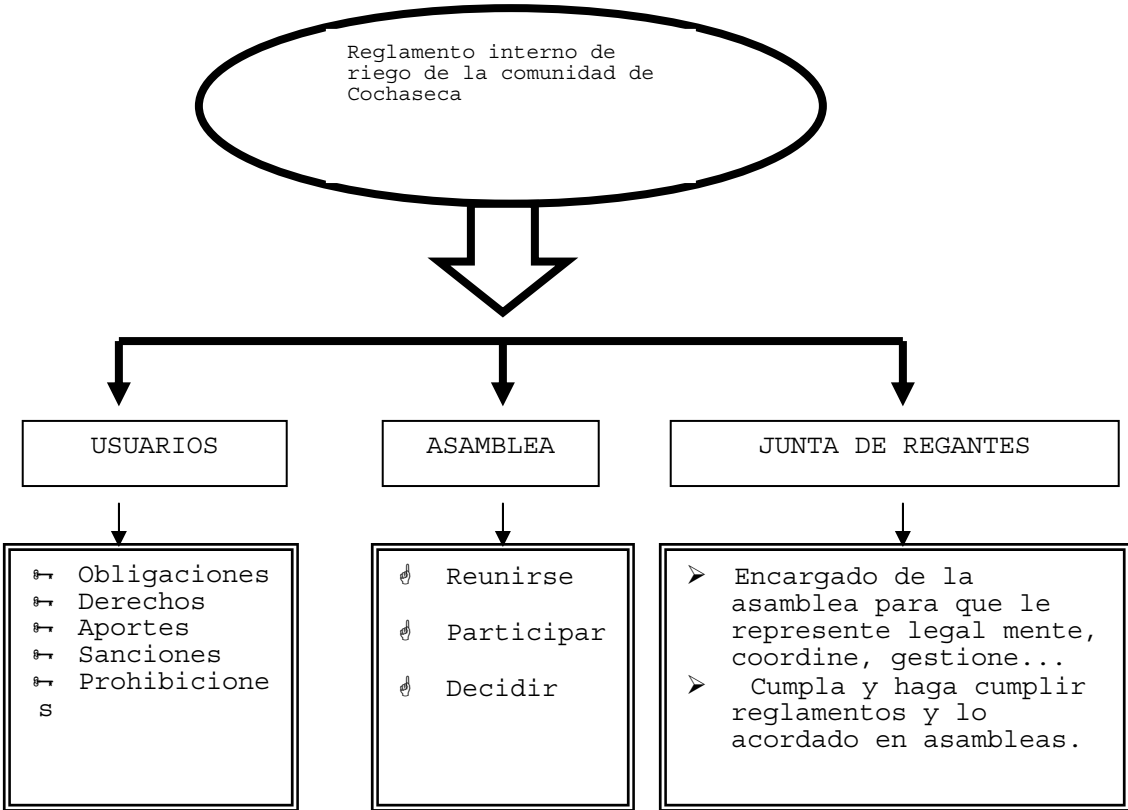 Reglamento interno de
riego de la comunidad de
Cochaseca
USUARIOS
ASAMBLEA
JUNTA DE REGANTES
Obligaciones
Derechos
Aportes
Sanciones
Prohibicione
s
Reunirse
Participar
Decidir
Encargado de la
asamblea para que le
represente legal mente,
coordine, gestione...
Cumpla y haga cumplir
reglamentos y lo
acordado en asambleas.